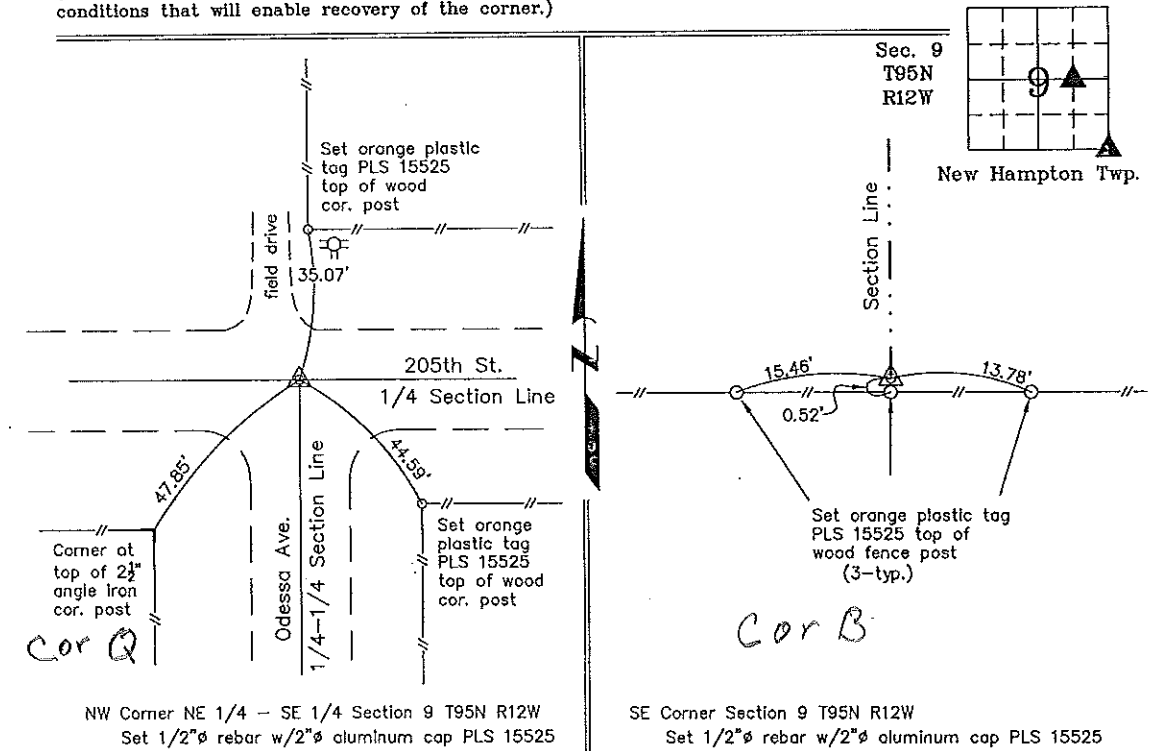 conditions that will enable recovery of the corner.)
Sec. 9
T95N
R12W
9
New Hampton Twp.
Set orange plastic
tag PLS 15525
top of wood
cor. post
field drive
35.07'
205th St.
1/4 Section Line
47.85'
44.59'
Corner at
top of 2½"
angle iron
cor. post
Odessa Ave.
1/4-1/4 Section Line
Set orange
plastic tag
PLS 15525
top of wood
cor. post
Cor Q
NW Corner NE 1/4 - SE 1/4 Section 9 T95N R12W
Set 1/2"ø rebar w/2"ø aluminum cap PLS 15525
N
Section Line
15.46'
13.78'
0.52'
Set orange plastic tag
PLS 15525 top of
wood fence post
(3-typ.)
Cor B
SE Corner Section 9 T95N R12W
Set 1/2"ø rebar w/2"ø aluminum cap PLS 15525